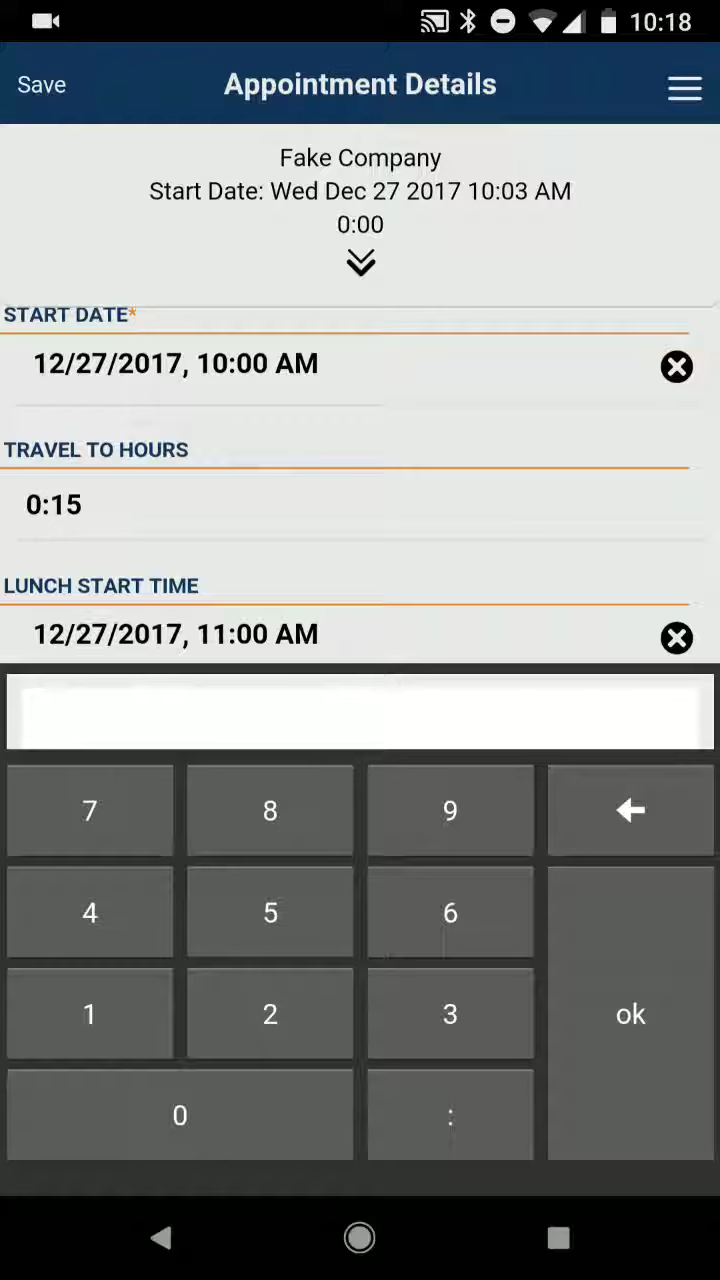 10:18
Save
Appointment Details
Fake Company
Start Date: Wed Dec 27 2017 10:03 AM
0:00
START DATE*
12/27/2017, 10:00 AM
TRAVEL TO HOURS
0:15
LUNCH START TIME
12/27/2017, 11:00 AM
7 8 9
4 5 6
1 2 3 ok
0 :